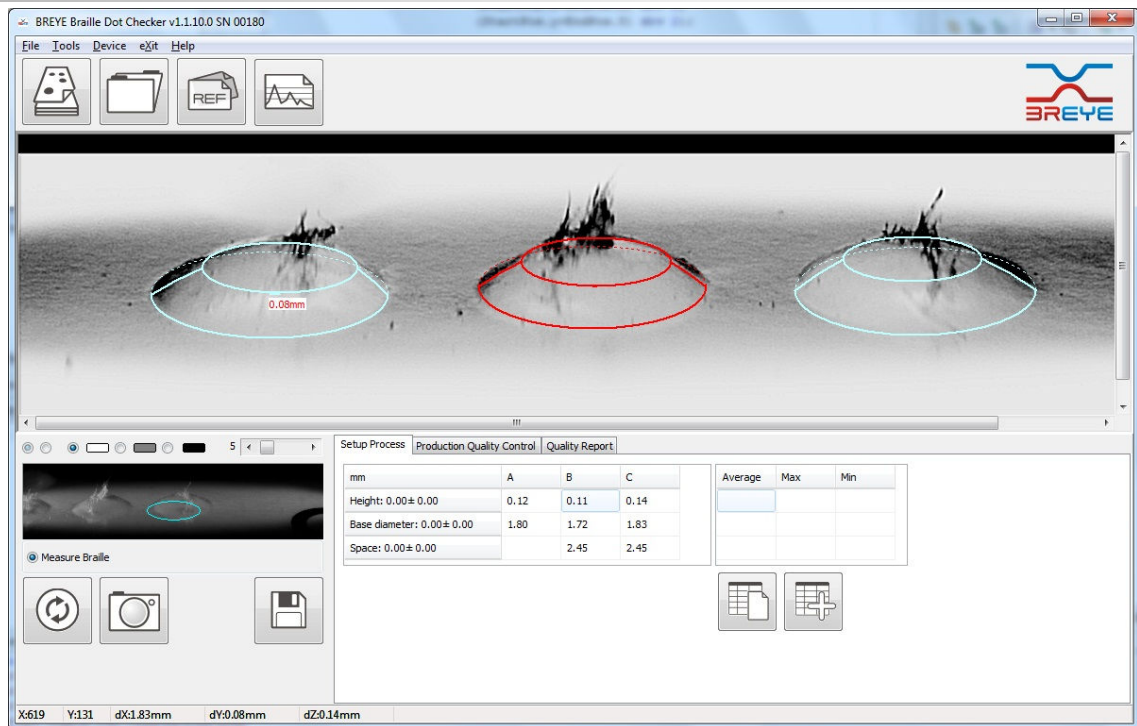 BREYE Braille Dot Checker v1.1.10.0 SN 00180
File Tools Device eXit Help
REF
BREYE
0.08mm
5
Setup Process Production Quality Control Quality Report
mm A B C Average Max Min
Height: 0.00± 0.00 0.12 0.11 0.14
Base diameter: 0.00± 0.00 1.80 1.72 1.83
Space: 0.00± 0.00 2.45 2.45
Measure Braille
X:619 Y:131 dX:1.83mm dY:0.08mm dZ:0.14mm